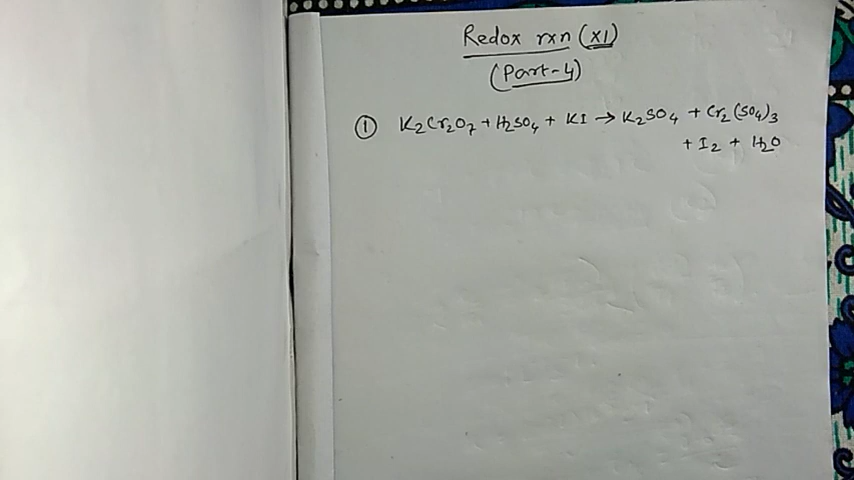 Redox rxn (XI)
(Part-4)
① K₂Cr₂O₇ + H₂SO₄ + KI → K₂SO₄ + Cr₂(SO₄)₃
+ I₂ + H₂O